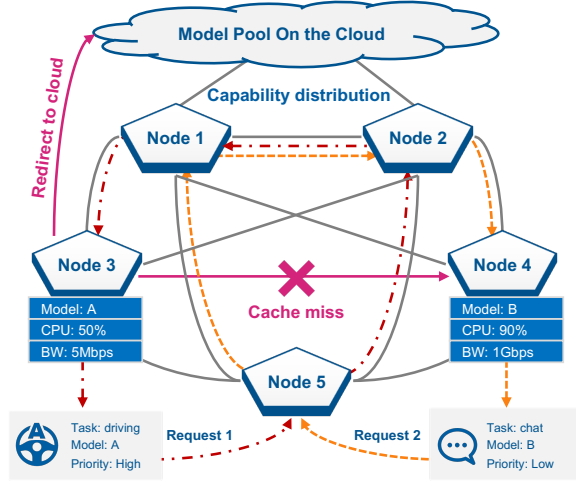 Model Pool On the Cloud
Redirect to cloud
Capability distribution
Node 1
Node 2
Node 3
Node 4
Cache miss
Model: A
CPU: 50%
BW: 5Mbps
Model: B
CPU: 90%
BW: 1Gbps
Node 5
A
Task: driving
Model: A
Priority: High
Request 1
Request 2
Task: chat
Model: B
Priority: Low